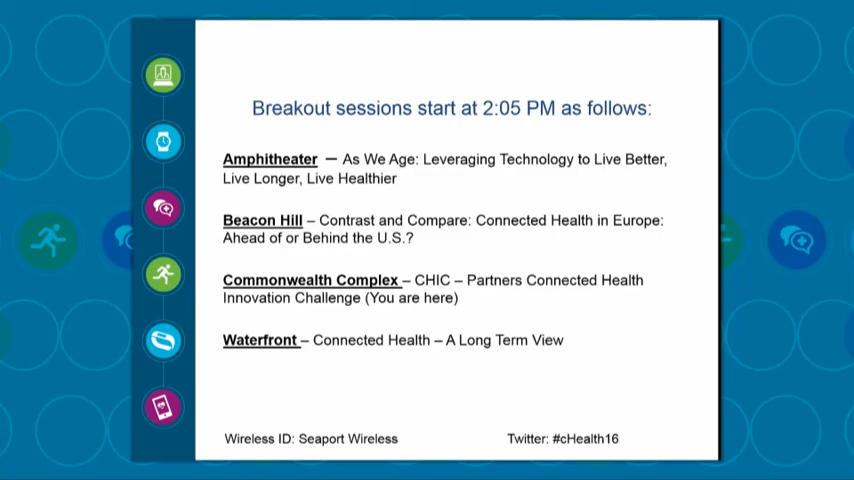 Breakout sessions start at 2:05 PM as follows:
Amphitheater – As We Age: Leveraging Technology to Live Better,
Live Longer, Live Healthier
Beacon Hill – Contrast and Compare: Connected Health in Europe:
Ahead of or Behind the U.S.?
Commonwealth Complex – CHIC – Partners Connected Health
Innovation Challenge (You are here)
Waterfront – Connected Health – A Long Term View
Wireless ID: Seaport Wireless
Twitter: #cHealth16